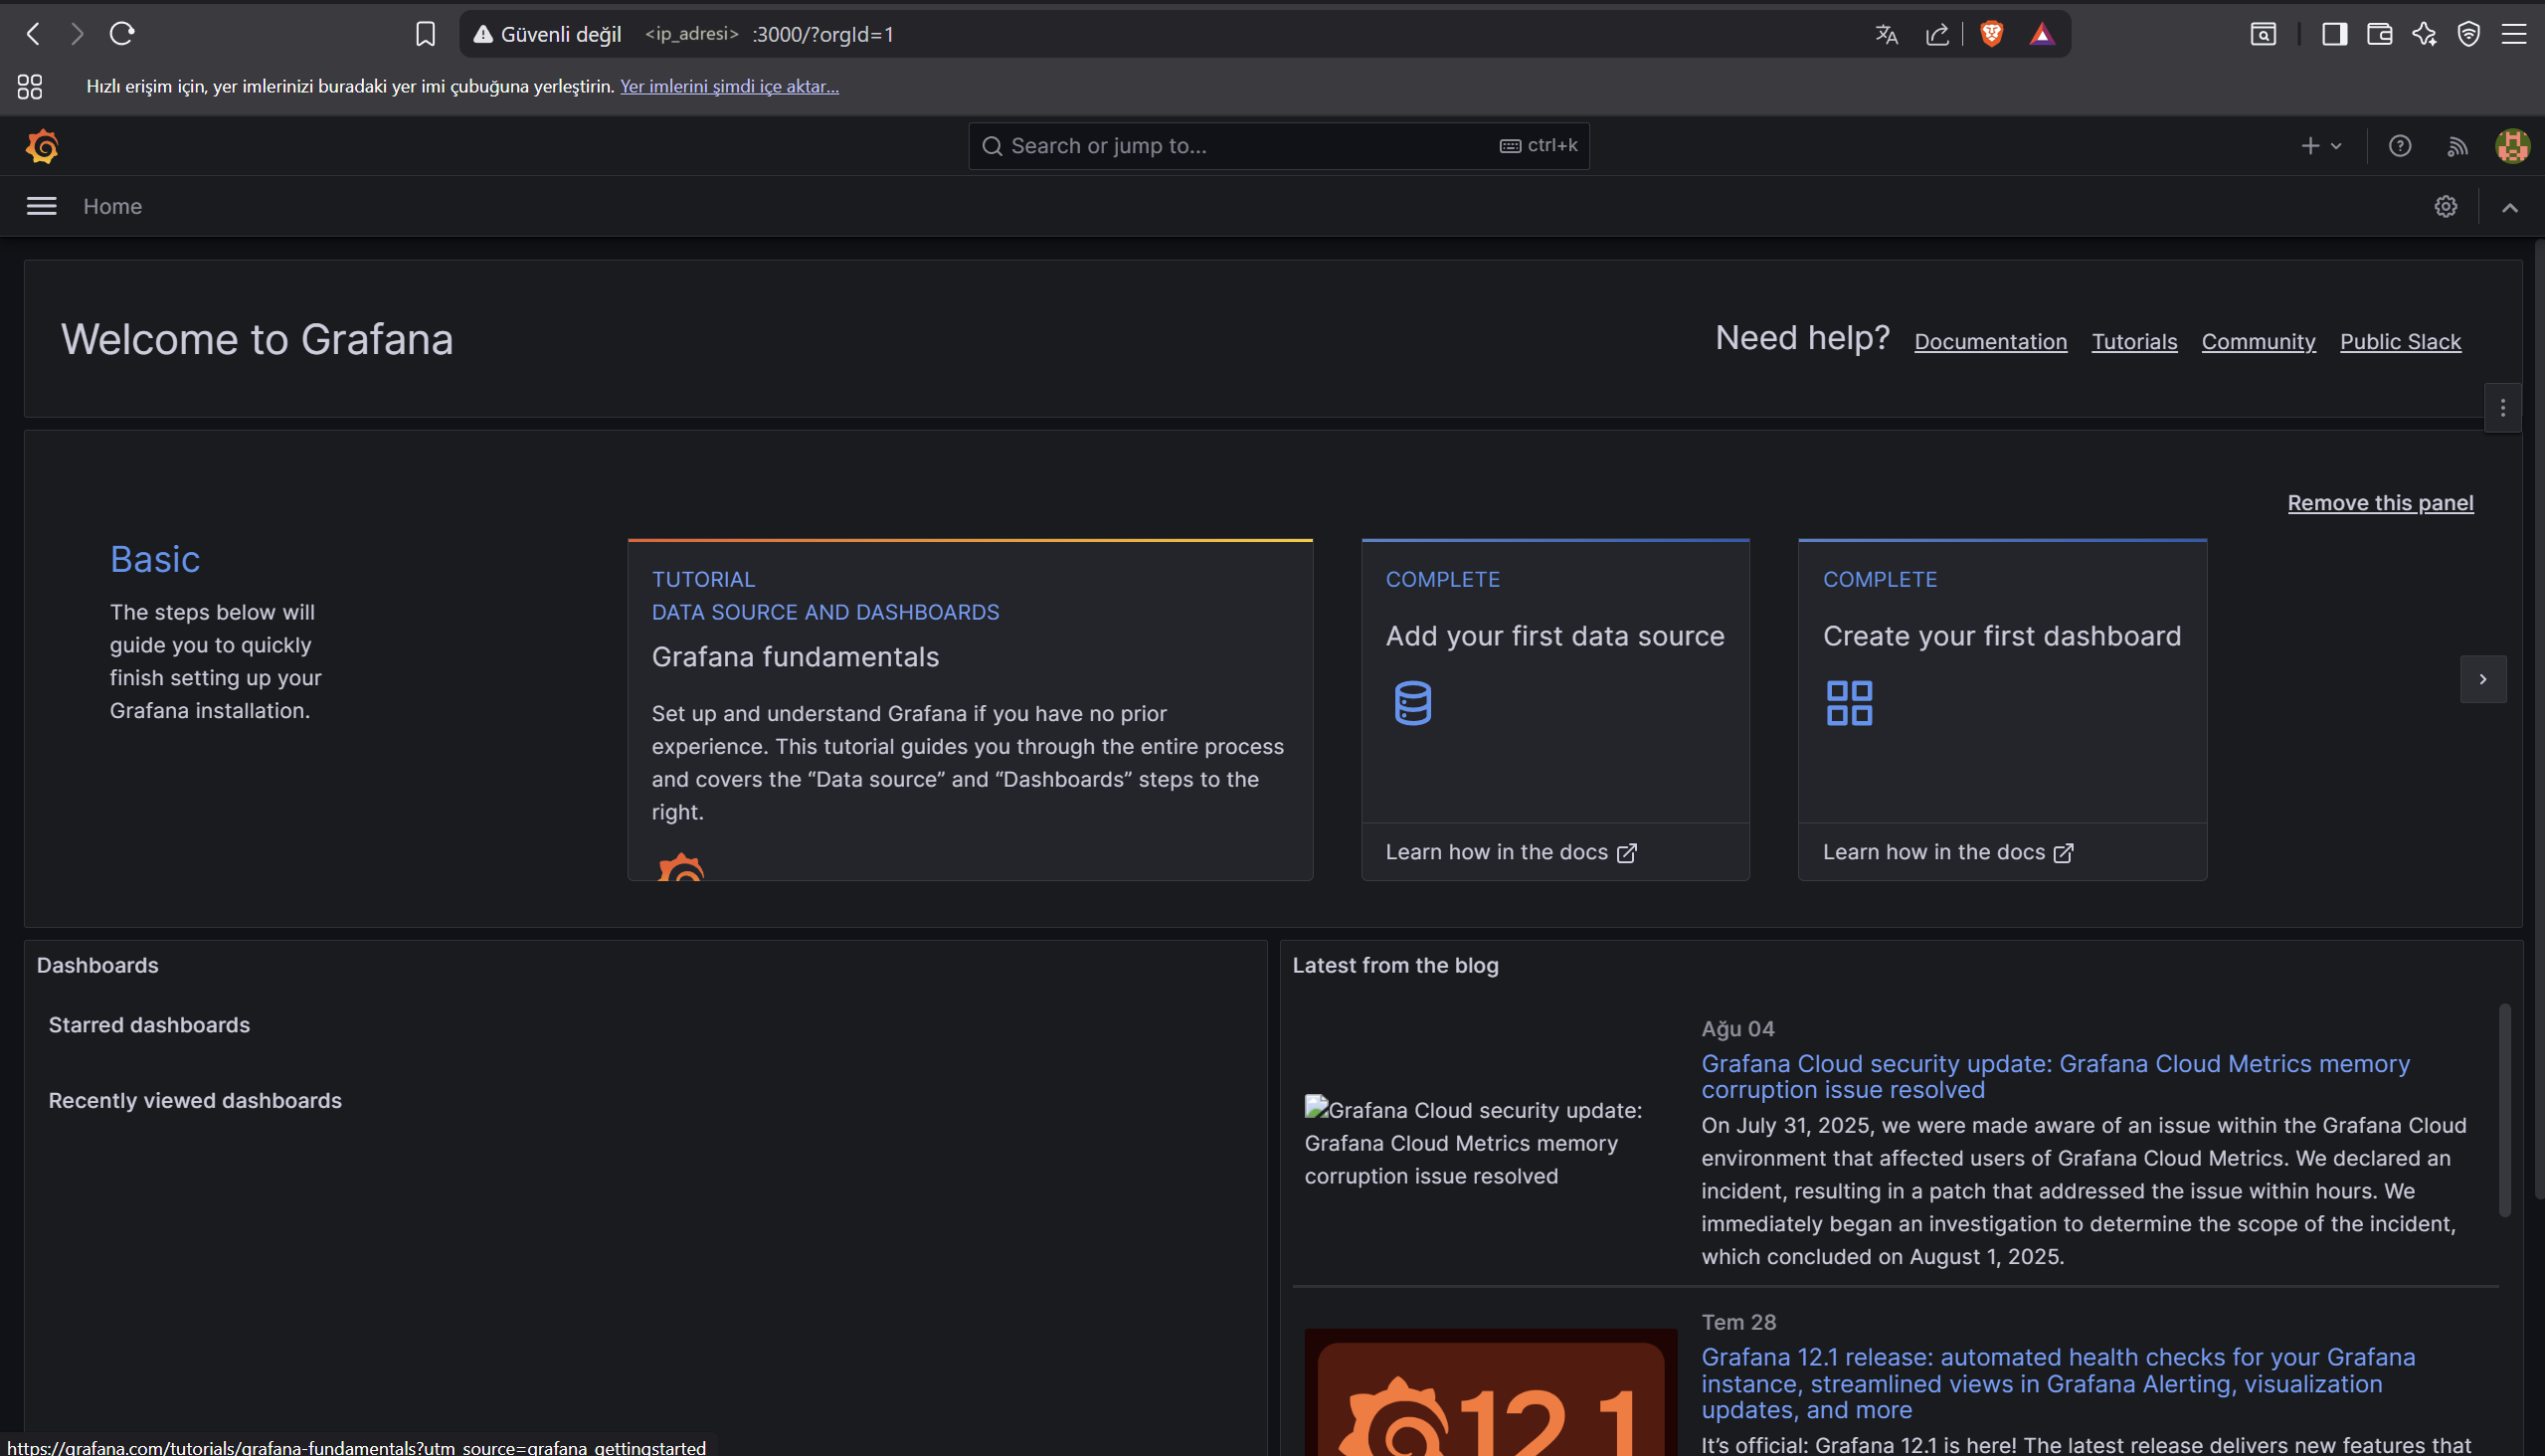 Güvenli değil <ip_adresi> :3000/?orgId=1
Hızlı erişim için, yer imlerinizi buradaki yer imi çubuğuna yerleştirin. Yer imlerini şimdi içe aktar...
Search or jump to... ctrl+k
Home
Welcome to Grafana
Need help? Documentation Tutorials Community Public Slack
Remove this panel
Basic
The steps below will
guide you to quickly
finish setting up your
Grafana installation.
TUTORIAL
DATA SOURCE AND DASHBOARDS
Grafana fundamentals
Set up and understand Grafana if you have no prior
experience. This tutorial guides you through the entire process
and covers the “Data source” and “Dashboards” steps to the
right.
COMPLETE
Add your first data source
Learn how in the docs
COMPLETE
Create your first dashboard
Learn how in the docs
Dashboards
Starred dashboards
Recently viewed dashboards
Latest from the blog
Grafana Cloud security update:
Grafana Cloud Metrics memory
corruption issue resolved
Ağu 04
Grafana Cloud security update: Grafana Cloud Metrics memory
corruption issue resolved
On July 31, 2025, we were made aware of an issue within the Grafana Cloud
environment that affected users of Grafana Cloud Metrics. We declared an
incident, resulting in a patch that addressed the issue within hours. We
immediately began an investigation to determine the scope of the incident,
which concluded on August 1, 2025.
12.1
Tem 28
Grafana 12.1 release: automated health checks for your Grafana
instance, streamlined views in Grafana Alerting, visualization
updates, and more
It’s official: Grafana 12.1 is here! The latest release delivers new features that
https://grafana.com/tutorials/grafana-fundamentals?utm_source=grafana_gettingstarted